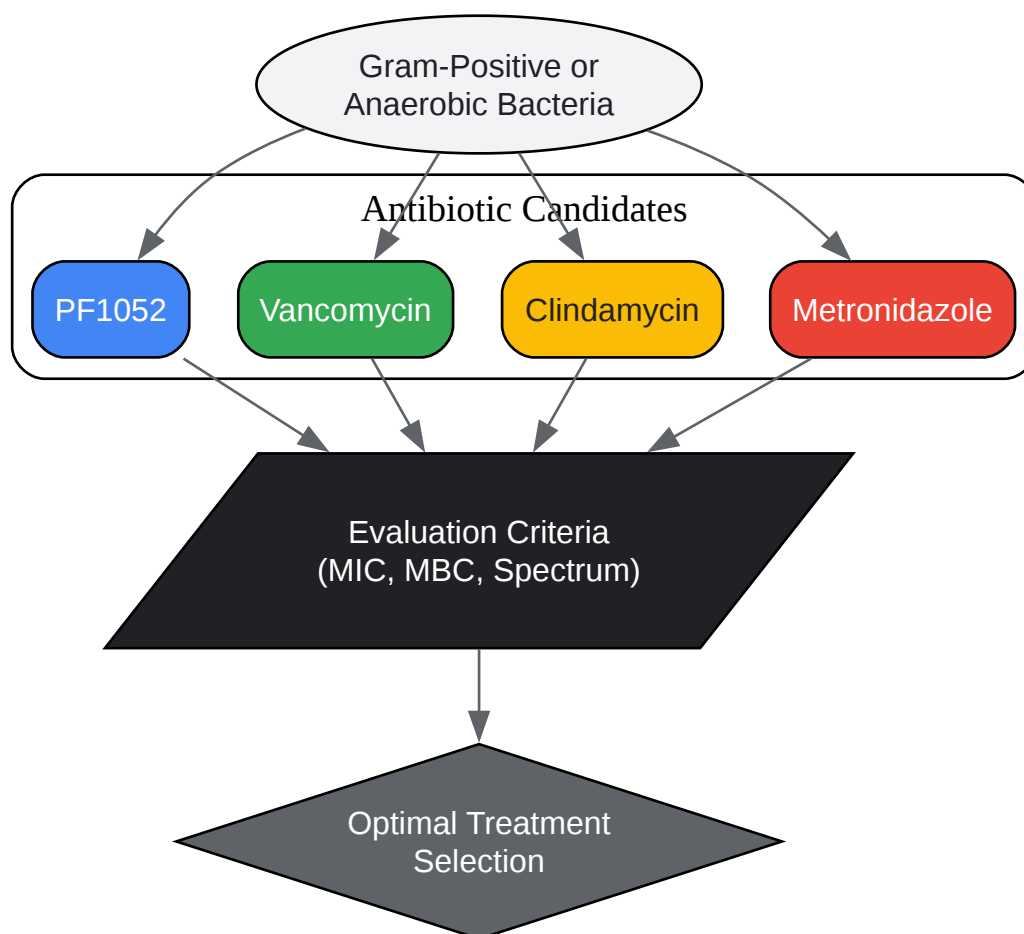 Gram-Positive or
Anaerobic Bacteria
Antibiotic Candidates
PF1052
Vancomycin
Clindamycin
Metronidazole
Evaluation Criteria
(MIC, MBC, Spectrum)
Optimal Treatment
Selection